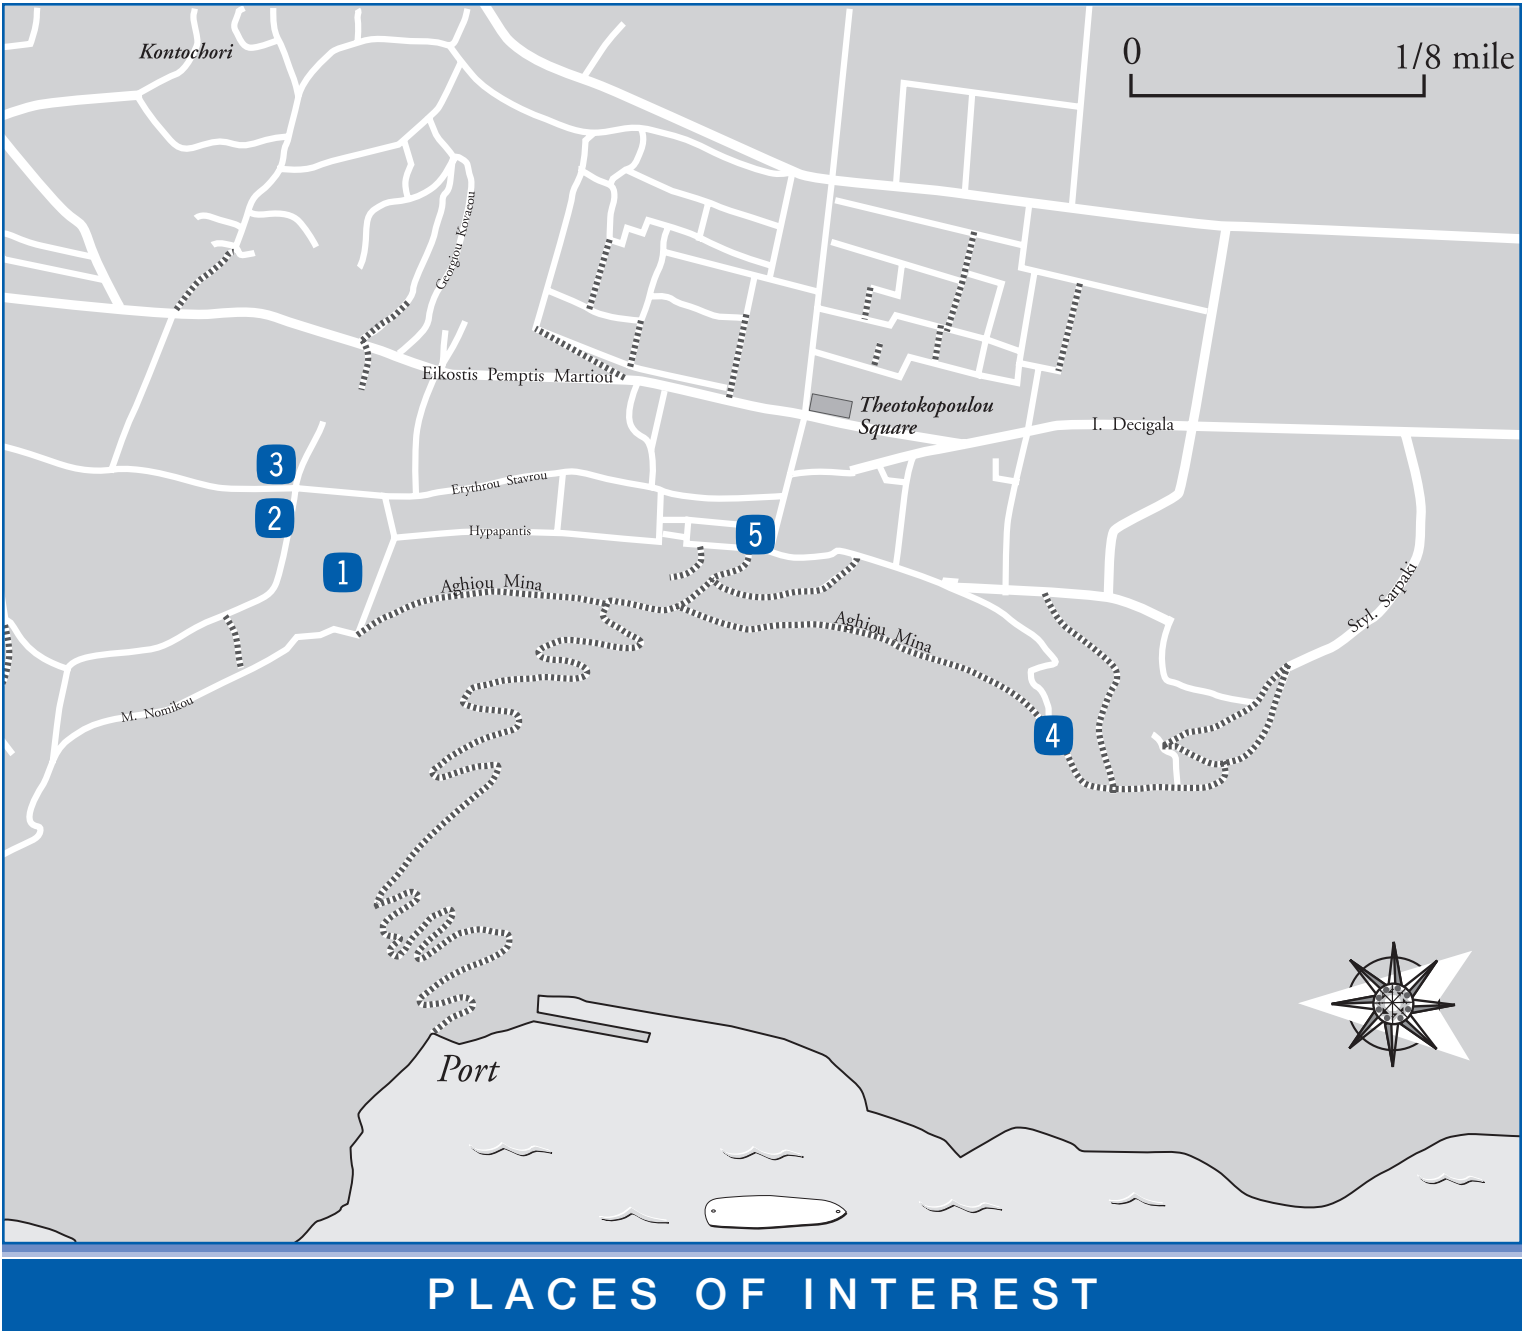 Kontochori
0
1/8 mile
Georgiou Kovacou
Eikostis Pemptis Martiou
Theotokopoulou
Square
I. Decigala
3
Erythrou Stavrou
2
Hypapantis
5
1
Aghiou Mina
Aghiou Mina
Styl. Sarpaki
M. Nomikou
4
Port
PLACES OF INTEREST